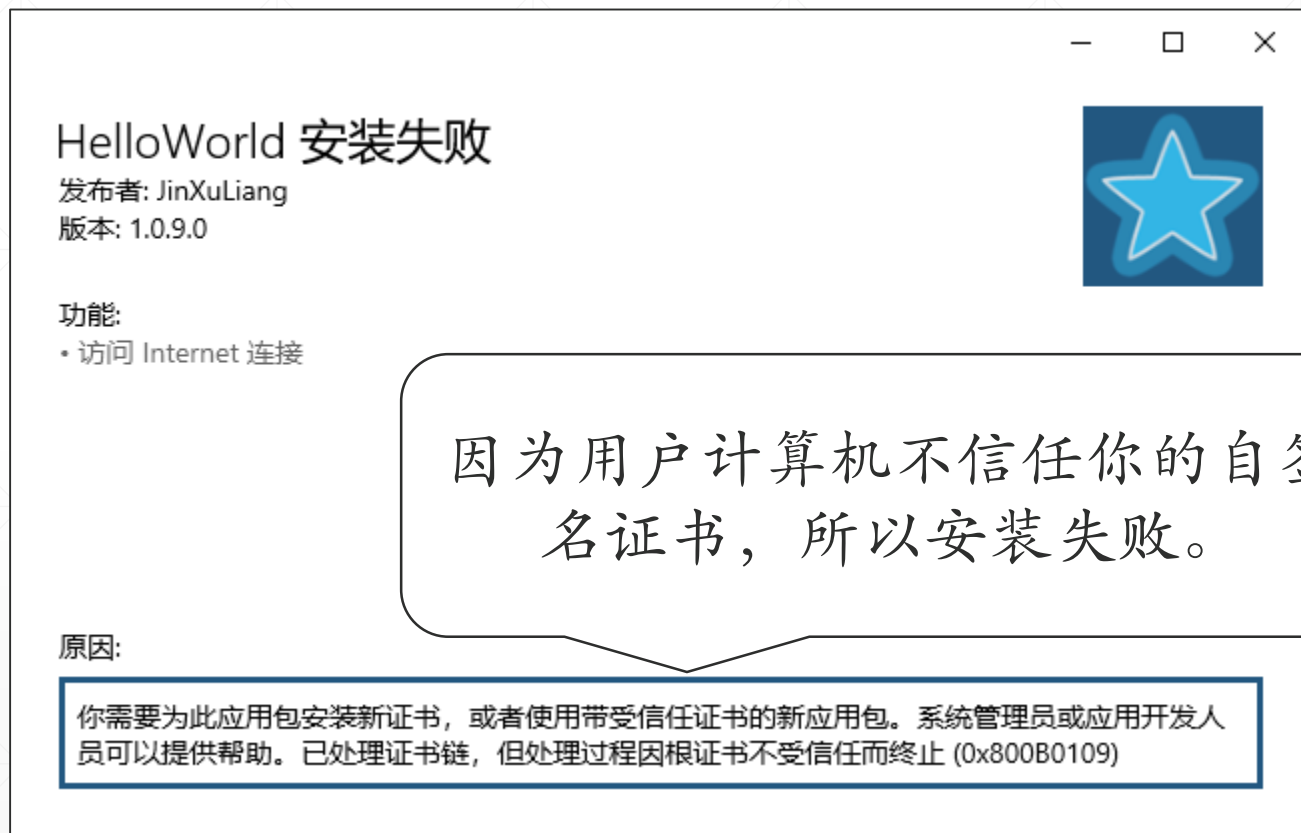 HelloWorld 安装失败
发布者: JinXuLiang
版本: 1.0.9.0
功能:
• 访问 Internet 连接
因为用户计算机不信任你的自签
名证书，所以安装失败。
原因:
你需要为此应用包安装新证书，或者使用带受信任证书的新应用包。系统管理员或应用开发人
员可以提供帮助。已处理证书链，但处理过程因根证书不受信任而终止 (0x800B0109)